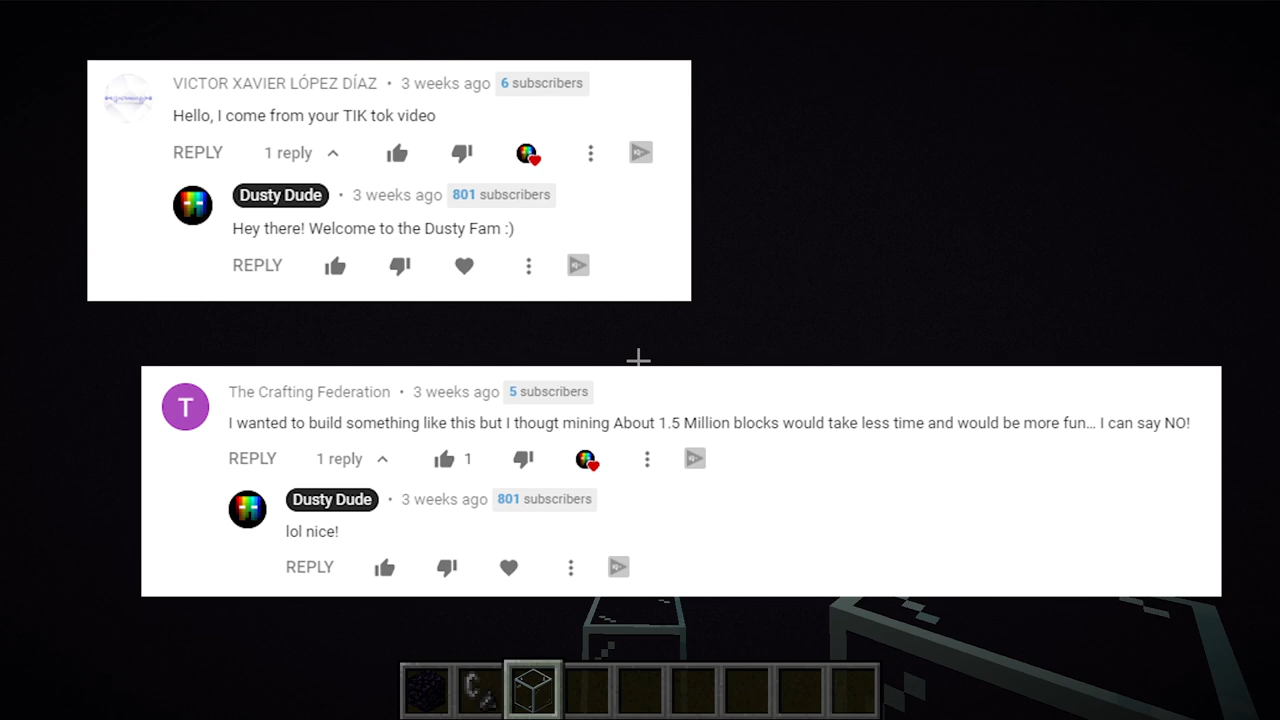 VICTOR XAVIER LÓPEZ DÍAZ • 3 weeks ago 6 subscribers
Hello, I come from your TIK tok video
REPLY 1 reply
Dusty Dude • 3 weeks ago 801 subscribers
Hey there! Welcome to the Dusty Fam :)
REPLY
T The Crafting Federation • 3 weeks ago 5 subscribers
I wanted to build something like this but I thougt mining About 1.5 Million blocks would take less time and would be more fun... I can say NO!
REPLY 1 reply 1
Dusty Dude • 3 weeks ago 801 subscribers
lol nice!
REPLY